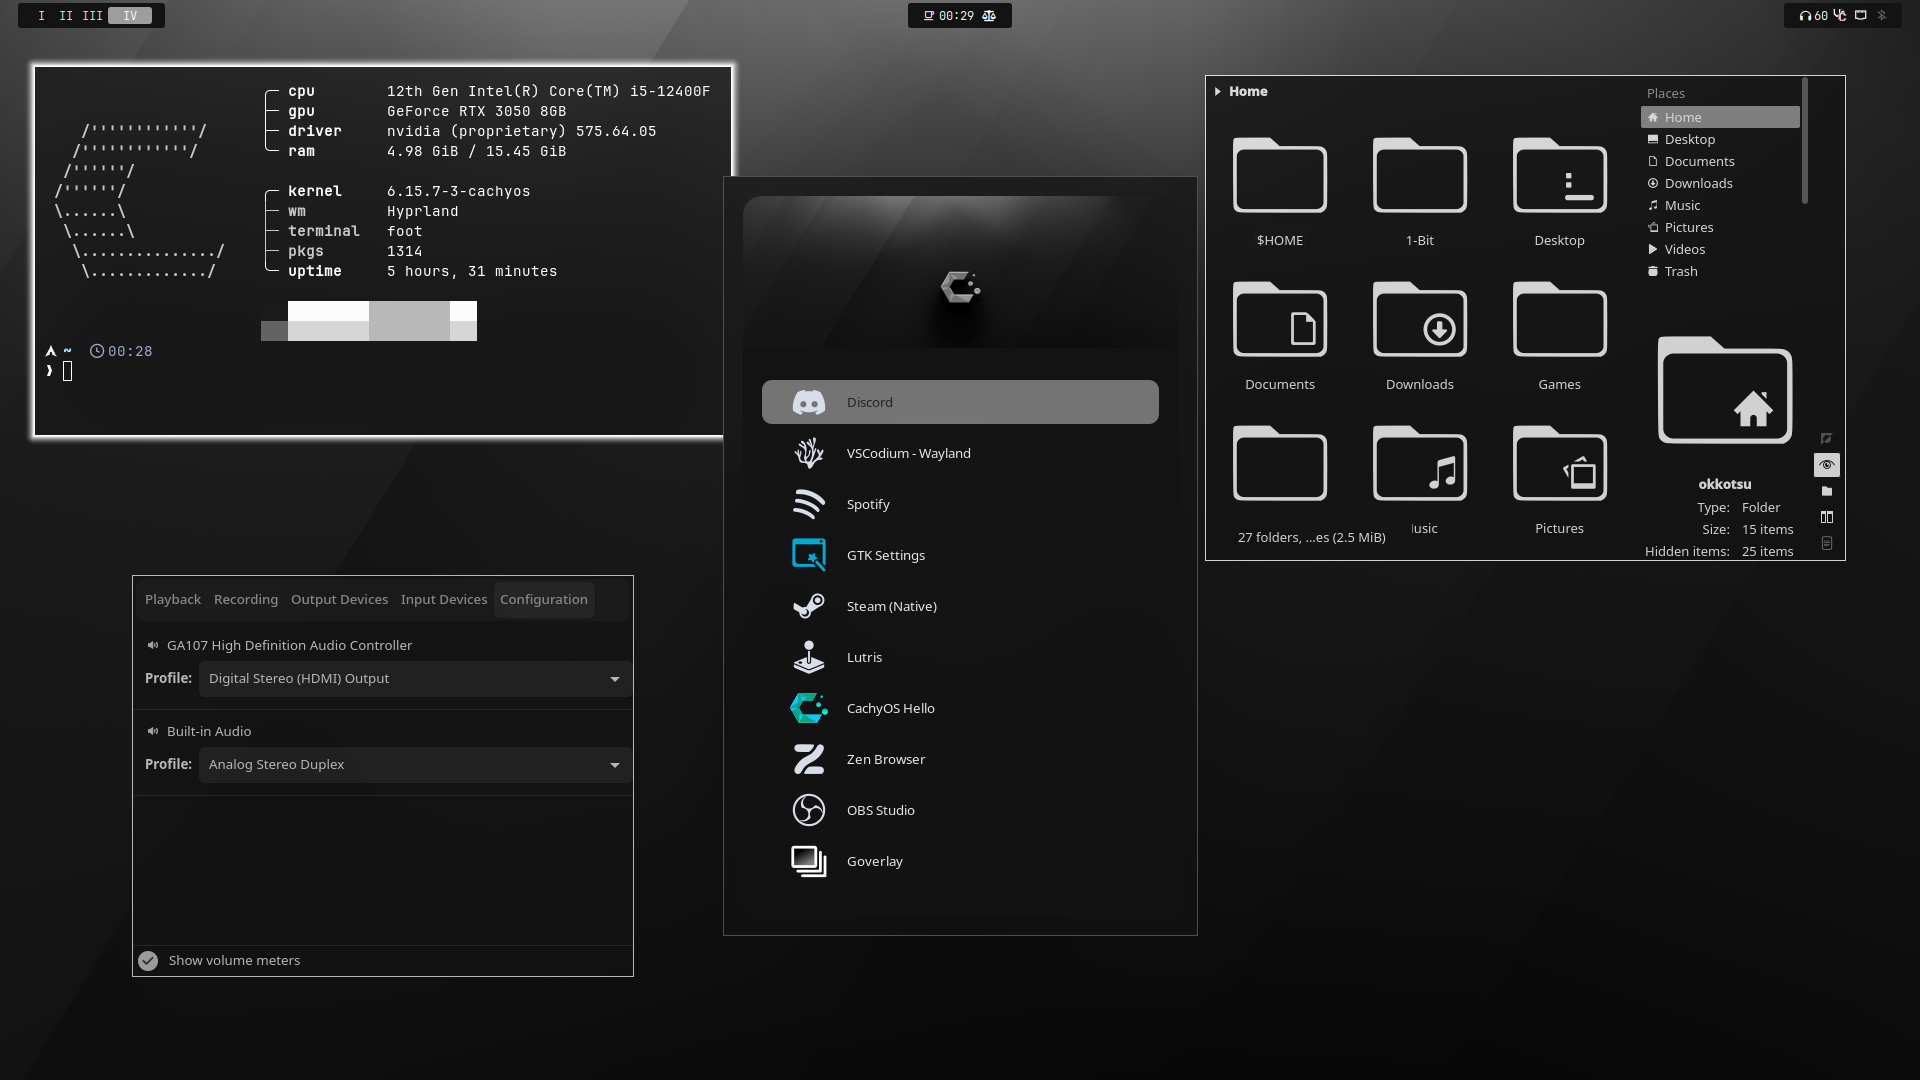 I II III IV
00:29
60
cpu 12th Gen Intel(R) Core(TM) i5-12400F
gpu GeForce RTX 3050 8GB
driver nvidia (proprietary) 575.64.05
ram 4.98 GiB / 15.45 GiB
kernel 6.15.7-3-cachyos
wm Hyprland
terminal foot
pkgs 1314
uptime 5 hours, 31 minutes
/''''''''''''/
/''''''''''''/
/''''''/
/''''''/
\......\
\......\
\.............../
\............./
~ 00:28
Discord
VSCodium - Wayland
Spotify
GTK Settings
Steam (Native)
Lutris
CachyOS Hello
Zen Browser
OBS Studio
Goverlay
Home
$HOME 1-Bit Desktop
Documents Downloads Games
usic Pictures
27 folders, ...es (2.5 MiB)
Places
Home
Desktop
Documents
Downloads
Music
Pictures
Videos
Trash
okkotsu
Type: Folder
Size: 15 items
Hidden items: 25 items
Playback Recording Output Devices Input Devices Configuration
GA107 High Definition Audio Controller
Profile: Digital Stereo (HDMI) Output
Built-in Audio
Profile: Analog Stereo Duplex
Show volume meters